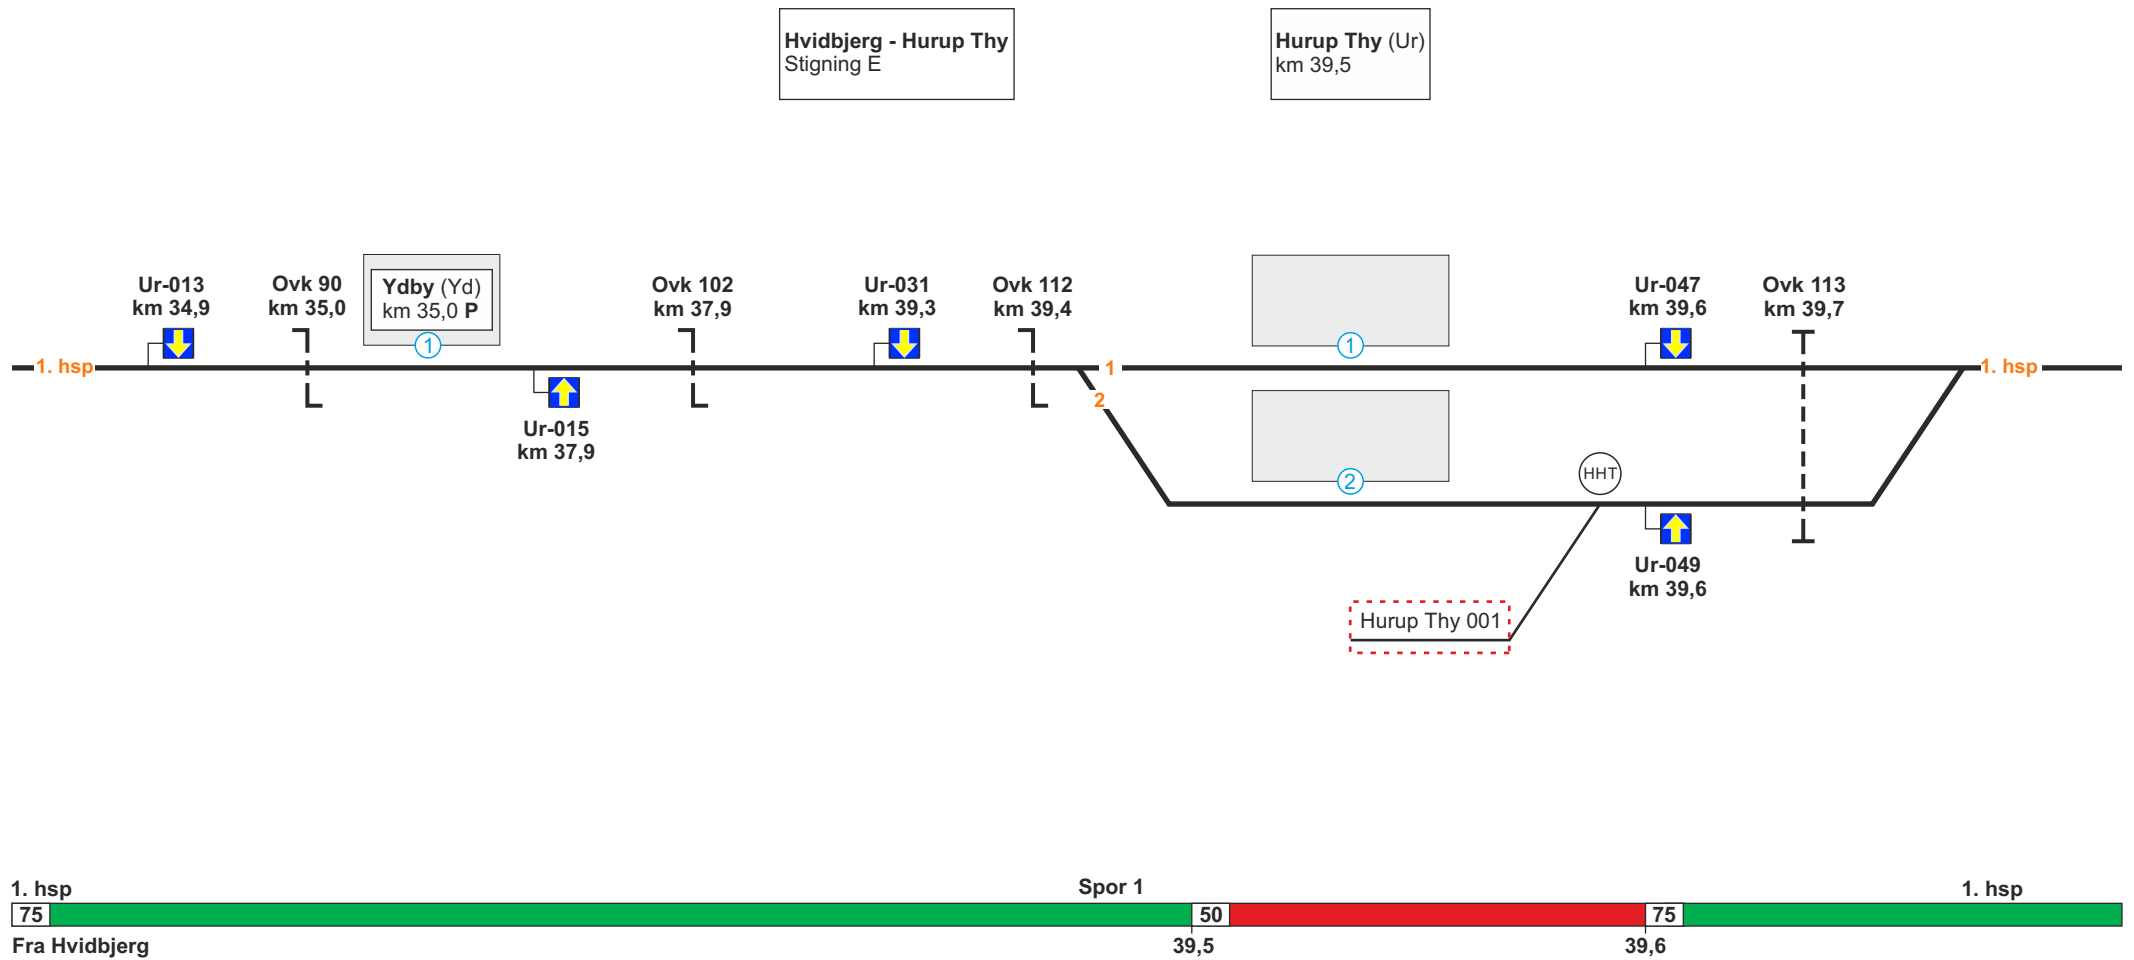 Hvidbjerg - Hurup Thy
Stigning E
Hurup Thy (Ur)
km 39,5
Ur-013
km 34,9
Ovk 90
km 35,0
Ydby (Yd)
km 35,0 P
1
Ovk 102
km 37,9
Ur-031
km 39,3
Ovk 112
km 39,4
1
Ur-047
km 39,6
Ovk 113
km 39,7
1. hsp
1
1. hsp
2
Ur-015
km 37,9
2
HHT
Ur-049
km 39,6
Hurup Thy 001
1. hsp
Spor 1
1. hsp
75
50
75
Fra Hvidbjerg
39,5
39,6